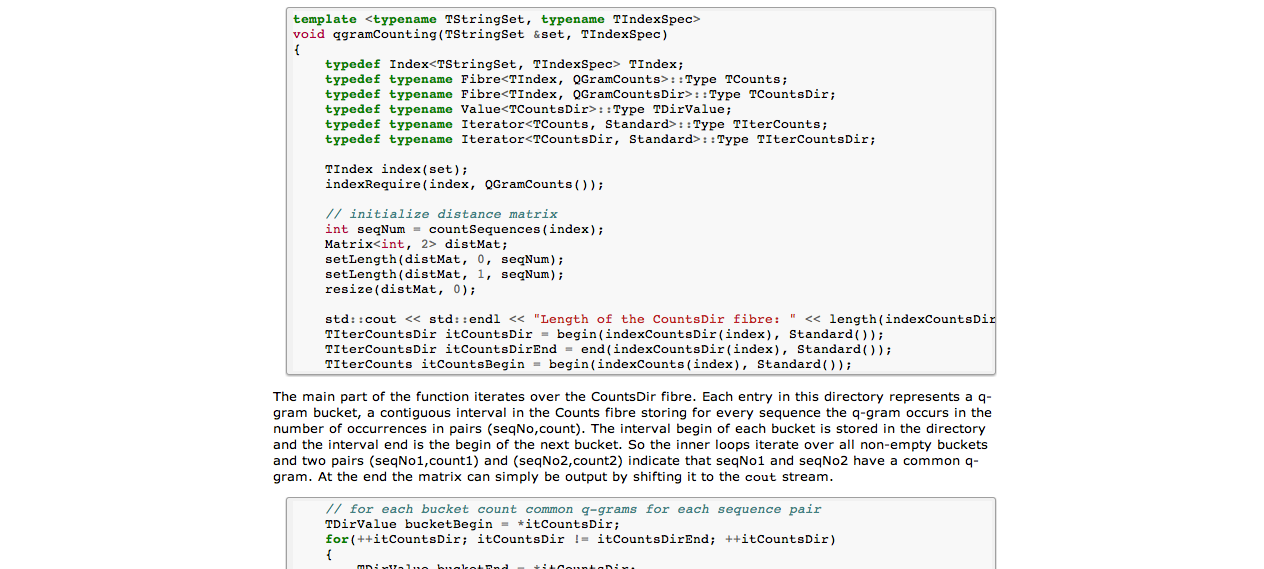 template <typename TStringSet, typename TIndexSpec>
void qgramCounting(TStringSet &set, TIndexSpec)
{
    typedef Index<TStringSet, TIndexSpec> TIndex;
    typedef typename Fibre<TIndex, QGramCounts>::Type TCounts;
    typedef typename Fibre<TIndex, QGramCountsDir>::Type TCountsDir;
    typedef typename Value<TCountsDir>::Type TDirValue;
    typedef typename Iterator<TCounts, Standard>::Type TIterCounts;
    typedef typename Iterator<TCountsDir, Standard>::Type TIterCountsDir;

    TIndex index(set);
    indexRequire(index, QGramCounts());

    // initialize distance matrix
    int seqNum = countSequences(index);
    Matrix<int, 2> distMat;
    setLength(distMat, 0, seqNum);
    setLength(distMat, 1, seqNum);
    resize(distMat, 0);

    std::cout << std::endl << "Length of the CountsDir fibre: " << length(indexCountsDir
    TIterCountsDir itCountsDir = begin(indexCountsDir(index), Standard());
    TIterCountsDir itCountsDirEnd = end(indexCountsDir(index), Standard());
    TIterCounts itCountsBegin = begin(indexCounts(index), Standard());
The main part of the function iterates over the CountsDir fibre. Each entry in this directory represents a q-
gram bucket, a contiguous interval in the Counts fibre storing for every sequence the q-gram occurs in the
number of occurrences in pairs (seqNo,count). The interval begin of each bucket is stored in the directory
and the interval end is the begin of the next bucket. So the inner loops iterate over all non-empty buckets
and two pairs (seqNo1,count1) and (seqNo2,count2) indicate that seqNo1 and seqNo2 have a common q-
gram. At the end the matrix can simply be output by shifting it to the cout stream.
    // for each bucket count common q-grams for each sequence pair
    TDirValue bucketBegin = *itCountsDir;
    for(++itCountsDir; itCountsDir != itCountsDirEnd; ++itCountsDir)
    {
        TDirValue bucketEnd = *itCountsDir;